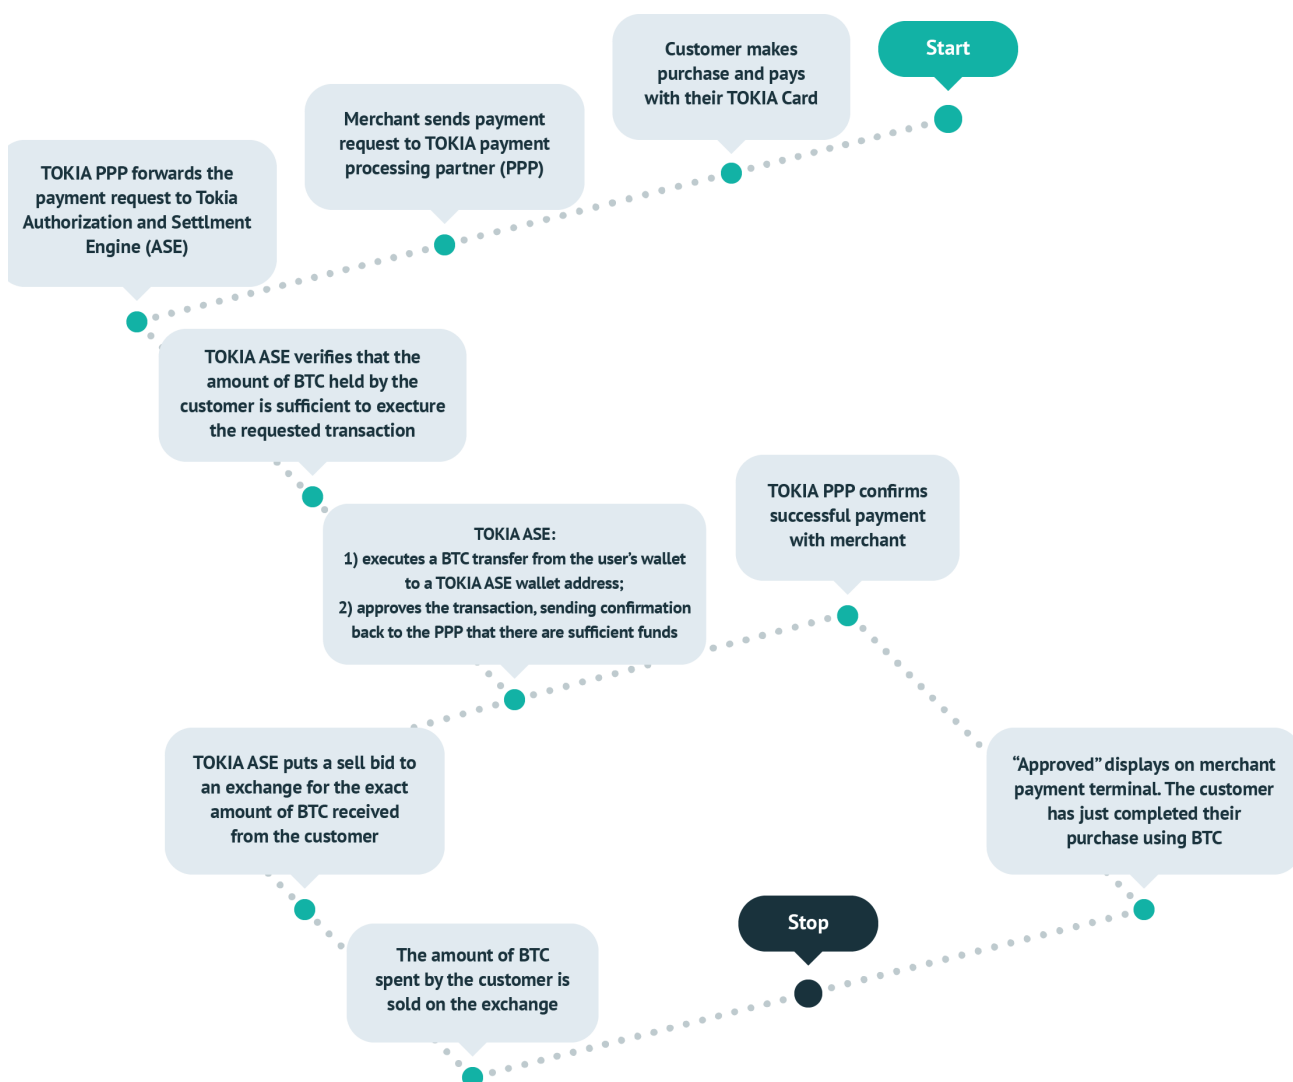 Start
Customer makes
purchase and pays
with their TOKIA Card
Merchant sends payment
request to TOKIA payment
processing partner (PPP)
TOKIA PPP forwards the
payment request to Tokia
Authorization and Settlment
Engine (ASE)
TOKIA ASE verifies that the
amount of BTC held by the
customer is sufficient to execture
the requested transaction
TOKIA ASE:
1) executes a BTC transfer from the user’s wallet
to a TOKIA ASE wallet address;
2) approves the transaction, sending confirmation
back to the PPP that there are sufficient funds
TOKIA PPP confirms
successful payment
with merchant
“Approved” displays on merchant
payment terminal. The customer
has just completed their
purchase using BTC
TOKIA ASE puts a sell bid to
an exchange for the exact
amount of BTC received
from the customer
The amount of BTC
spent by the customer is
sold on the exchange
Stop